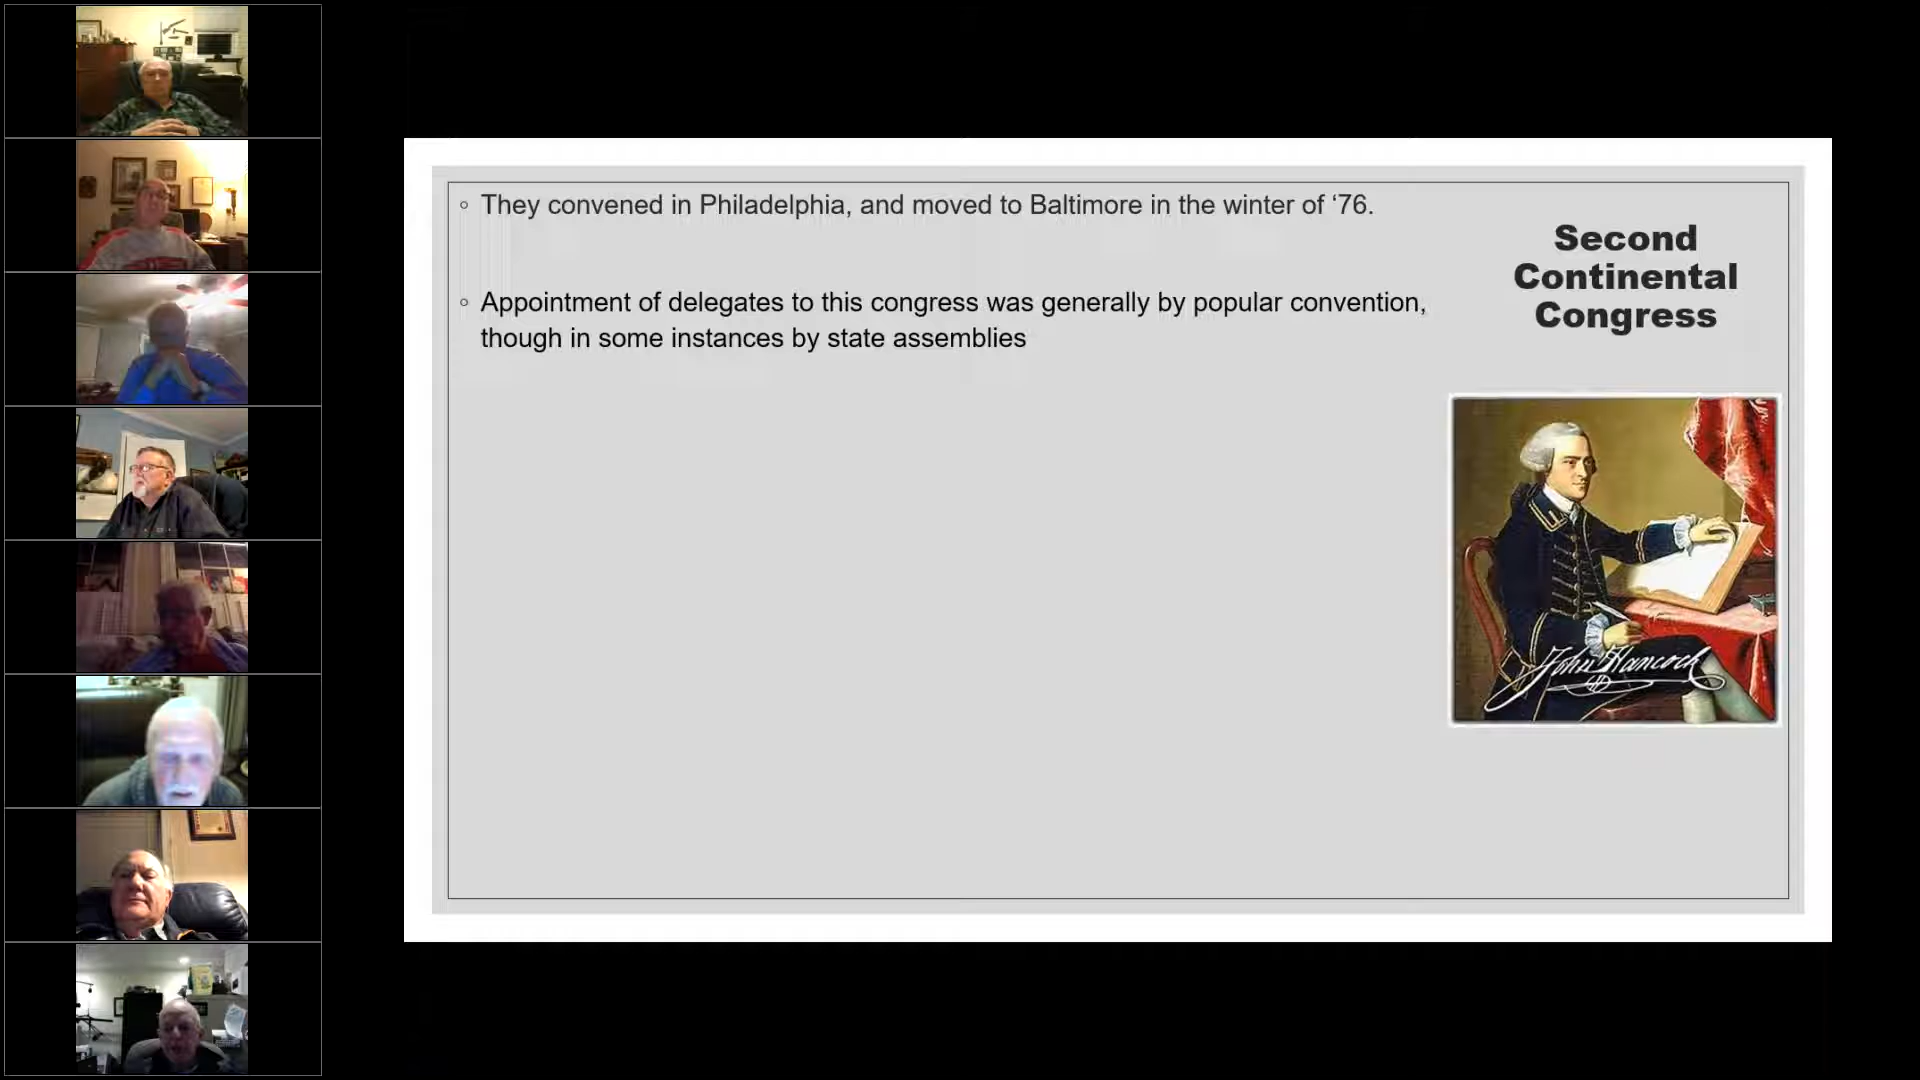 They convened in Philadelphia, and moved to Baltimore in the winter of ‘76.
Appointment of delegates to this congress was generally by popular convention,
though in some instances by state assemblies
Second
Continental
Congress
John Hancock